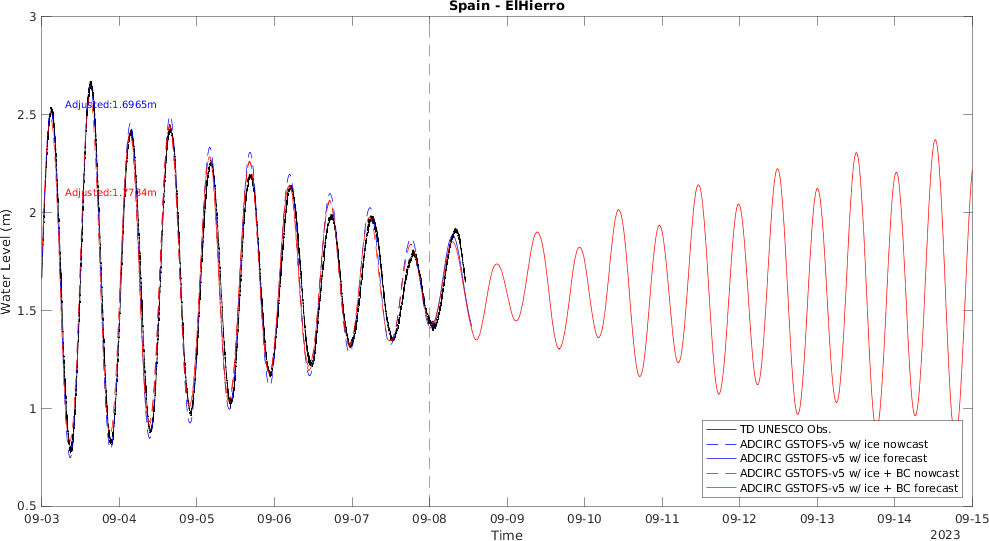 Spain - ElHierro
3
2.5
2
1.5
1
0.5
Water Level (m)
Adjusted:1.6965m
Adjusted:1.7784m
TD UNESCO Obs.
ADCIRC GSTOFS-v5 w/ ice nowcast
ADCIRC GSTOFS-v5 w/ ice forecast
ADCIRC GSTOFS-v5 w/ ice + BC nowcast
ADCIRC GSTOFS-v5 w/ ice + BC forecast
09-03 09-04 09-05 09-06 09-07 09-08 09-09 09-10 09-11 09-12 09-13 09-14 09-15
Time
2023